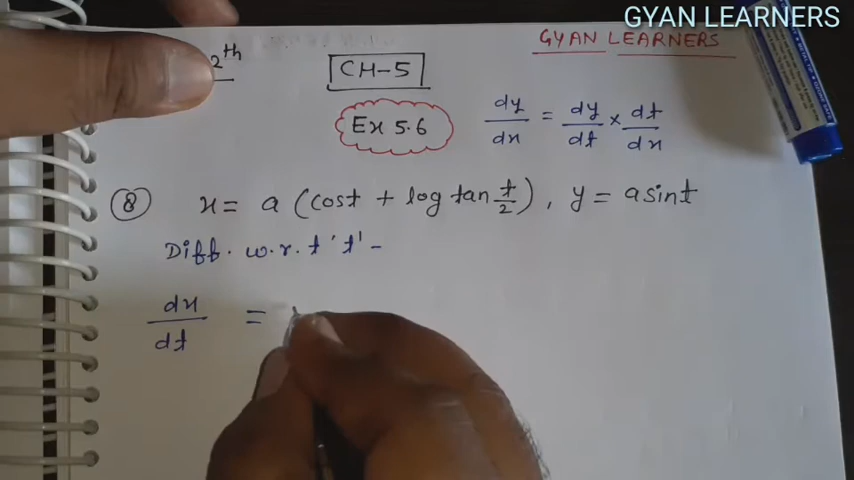 GYAN LEARNERS
2th
CH-5
GYAN LEARNERS
Ex 5.6
dy/dx = dy/dt × dt/dx
⑧ x = a (cost + log tan t/2), y = a sint
Diff. w.r.t 't' -
dx/dt =